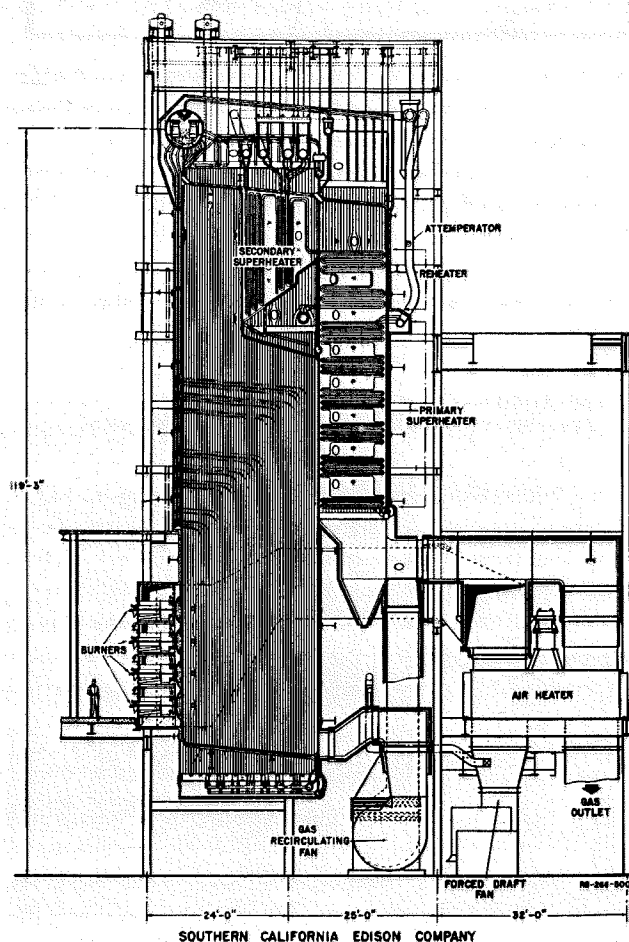 ATTEMPERATOR
SECONDARY
SUPERHEATER
REHEATER
PRIMARY
SUPERHEATER
119'-3"
BURNERS
AIR HEATER
GAS
OUTLET
GAS
RECIRCULATING
FAN
FORCED DRAFT
FAN
24'-0"
25'-0"
32'-0"
SOUTHERN CALIFORNIA EDISON COMPANY